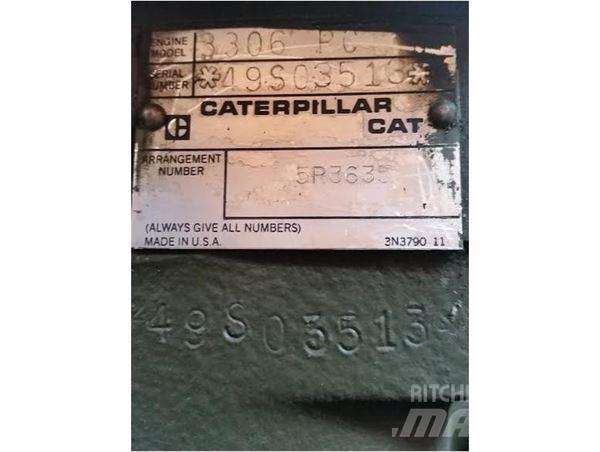 ENGINE MODEL 3306 PC
SERIAL NUMBER *49S03513*
CATERPILLAR
C CAT
ARRANGEMENT NUMBER 5R3635
(ALWAYS GIVE ALL NUMBERS)
MADE IN U.S.A. 3N3790 11
*49S03513*
RITCHIE